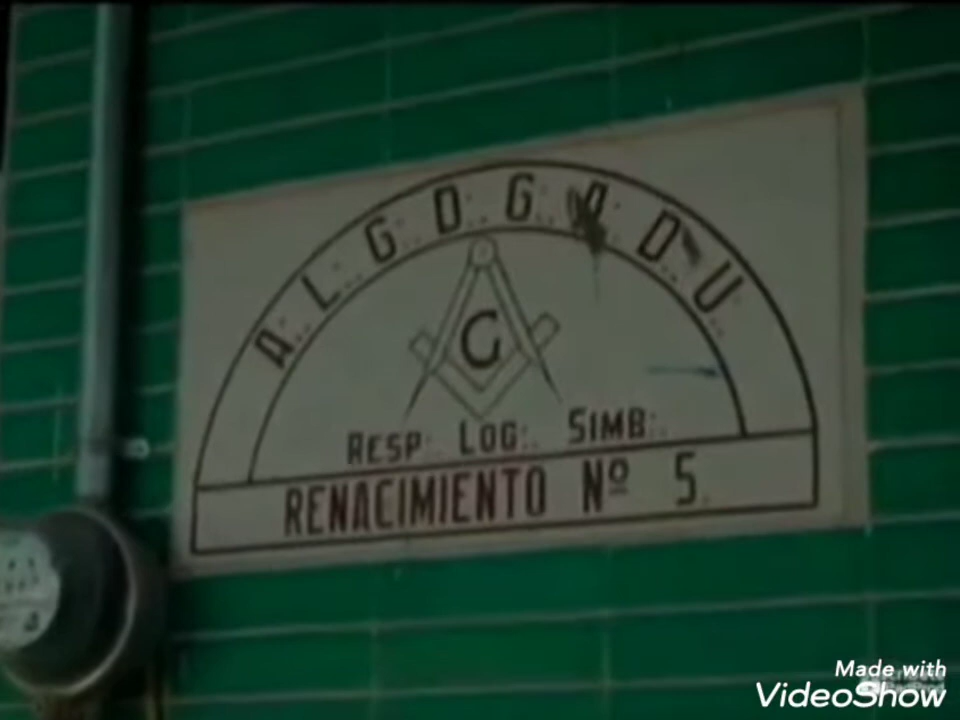 A∴ L∴ G∴ D∴ G∴ A∴ D∴ U∴
G
RESP∴ LOG∴ SIMB∴
RENACIMIENTO Nº 5.
Made with
VideoShow